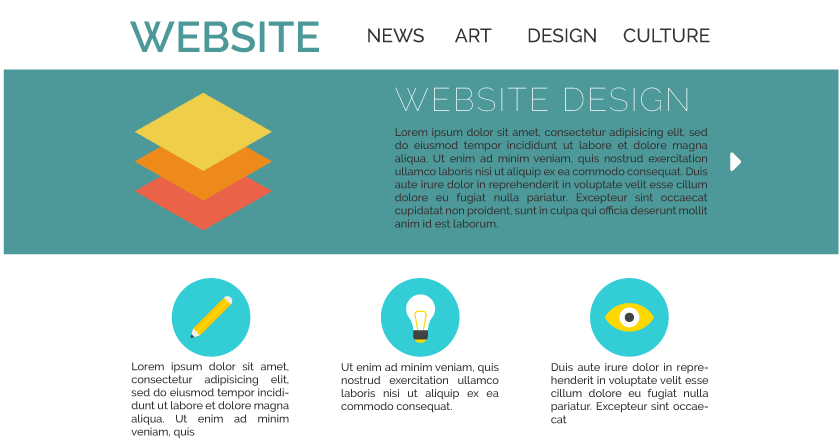 WEBSITE
NEWS ART DESIGN CULTURE
WEBSITE DESIGN
Lorem ipsum dolor sit amet, consectetur adipisicing elit, sed
do eiusmod tempor incididunt ut labore et dolore magna
aliqua. Ut enim ad minim veniam, quis nostrud exercitation
ullamco laboris nisi ut aliquip ex ea commodo consequat. Duis
aute irure dolor in reprehenderit in voluptate velit esse cillum
dolore eu fugiat nulla pariatur. Excepteur sint occaecat
cupidatat non proident, sunt in culpa qui officia deserunt mollit
anim id est laborum.
Lorem ipsum dolor sit amet,
consectetur adipisicing elit,
sed do eiusmod tempor incidi-
dunt ut labore et dolore magna
aliqua. Ut enim ad minim
veniam, quis
Ut enim ad minim veniam, quis
nostrud exercitation ullamco
laboris nisi ut aliquip ex ea
commodo consequat.
Duis aute irure dolor in repre-
henderit in voluptate velit esse
cillum dolore eu fugiat nulla
pariatur. Excepteur sint occae-
cat